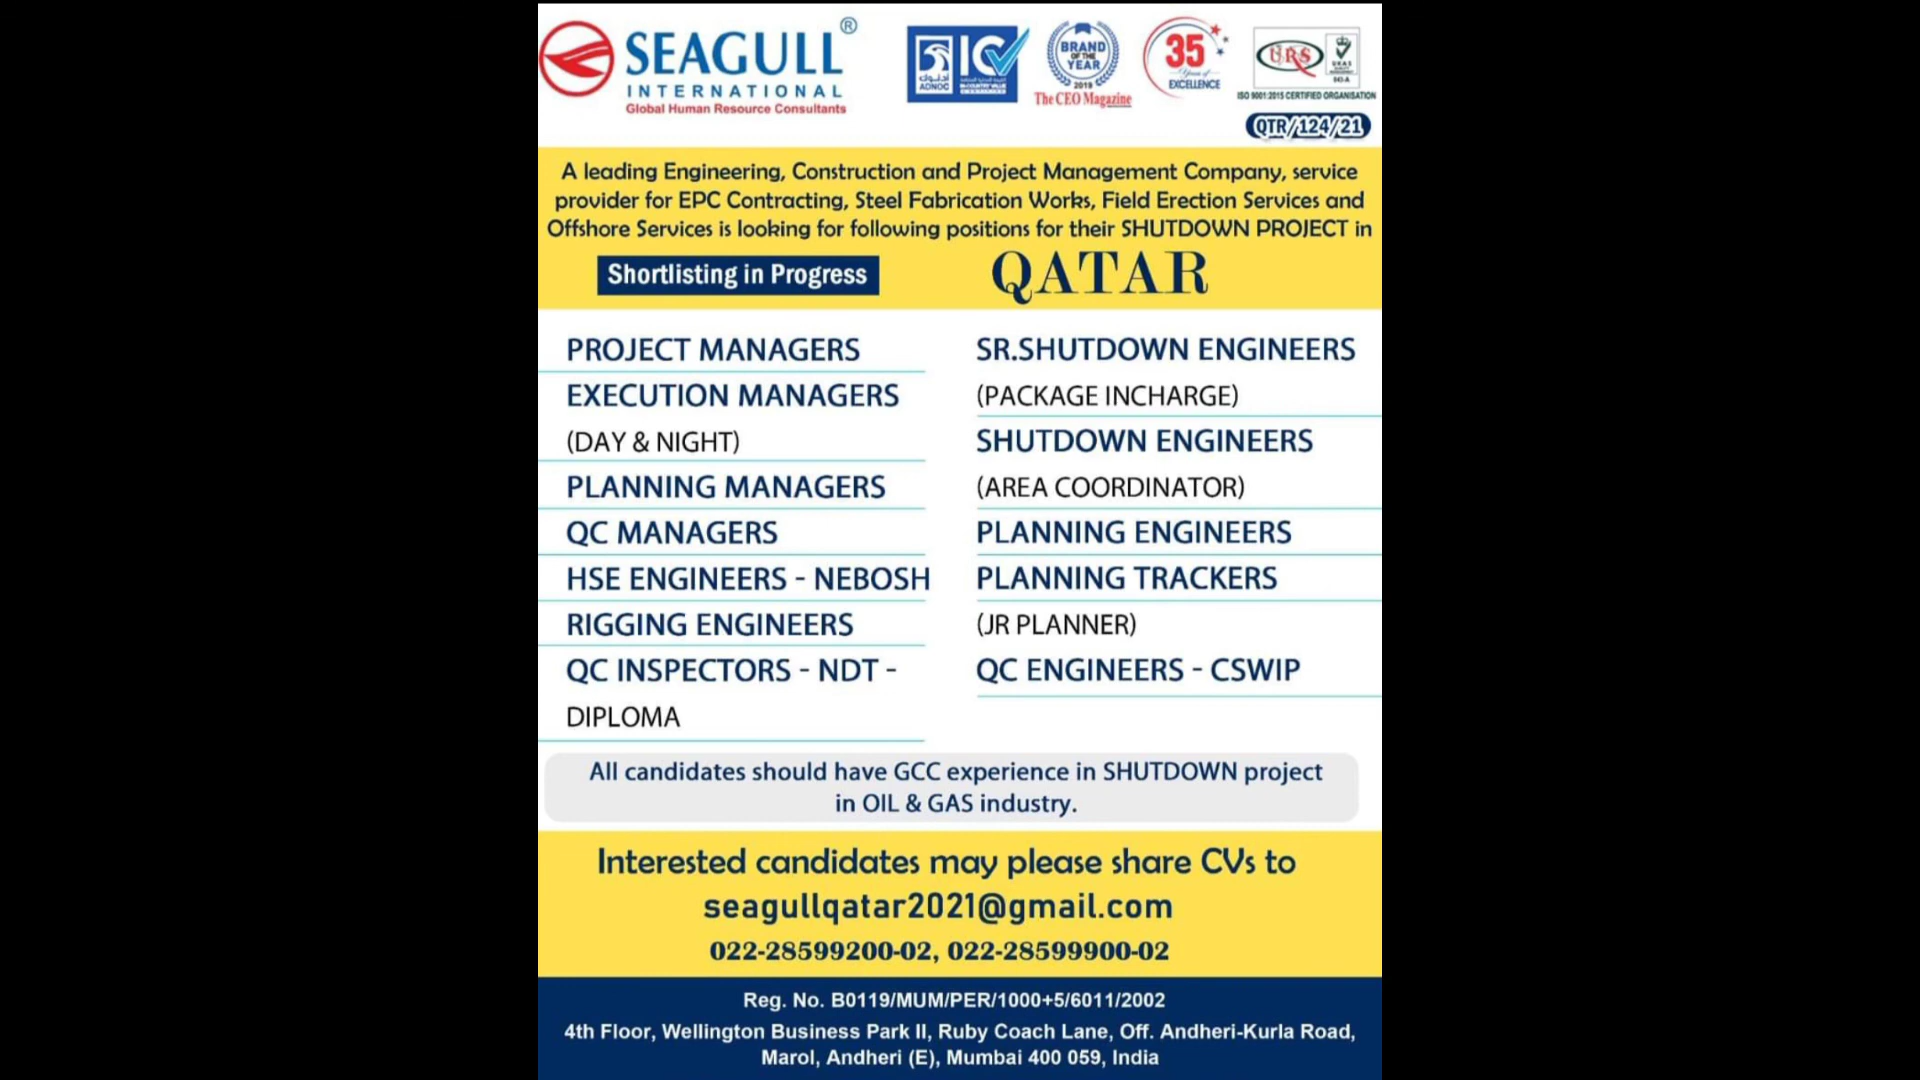 SEAGULL®
INTERNATIONAL
Global Human Resource Consultants
أدنوك
ADNOC
IC
BRAND
OF THE
YEAR
2019
The CEO Magazine
35
Years of
EXCELLENCE
URS
UKAS
ISO 9001:2015 CERTIFIED ORGANISATION
QTR/124/21
A leading Engineering, Construction and Project Management Company, service
provider for EPC Contracting, Steel Fabrication Works, Field Erection Services and
Offshore Services is looking for following positions for their SHUTDOWN PROJECT in
Shortlisting in Progress
QATAR
PROJECT MANAGERS
EXECUTION MANAGERS
(DAY & NIGHT)
PLANNING MANAGERS
QC MANAGERS
HSE ENGINEERS - NEBOSH
RIGGING ENGINEERS
QC INSPECTORS - NDT -
DIPLOMA
SR.SHUTDOWN ENGINEERS
(PACKAGE INCHARGE)
SHUTDOWN ENGINEERS
(AREA COORDINATOR)
PLANNING ENGINEERS
PLANNING TRACKERS
(JR PLANNER)
QC ENGINEERS - CSWIP
All candidates should have GCC experience in SHUTDOWN project
in OIL & GAS industry.
Interested candidates may please share CVs to
seagullqatar2021@gmail.com
022-28599200-02, 022-28599900-02
Reg. No. B0119/MUM/PER/1000+5/6011/2002
4th Floor, Wellington Business Park II, Ruby Coach Lane, Off. Andheri-Kurla Road,
Marol, Andheri (E), Mumbai 400 059, India